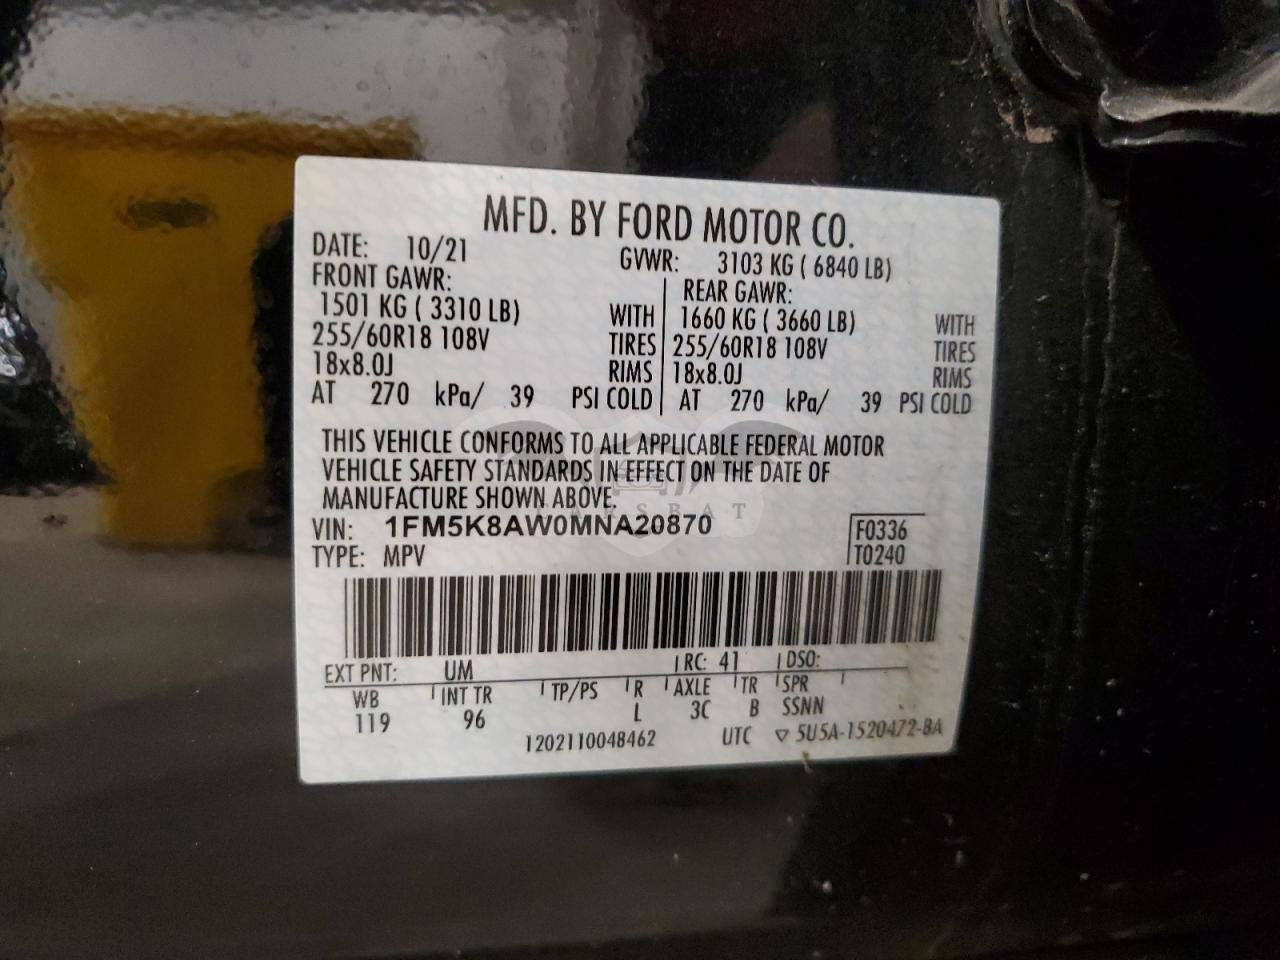 MFD. BY FORD MOTOR CO.
DATE: 10/21 GVWR: 3103 KG ( 6840 LB)
FRONT GAWR: REAR GAWR:
1501 KG ( 3310 LB) WITH 1660 KG ( 3660 LB) WITH
255/60R18 108V TIRES 255/60R18 108V TIRES
18x8.0J RIMS 18x8.0J RIMS
AT 270 kPa/ 39 PSI COLD AT 270 kPa/ 39 PSI COLD
THIS VEHICLE CONFORMS TO ALL APPLICABLE FEDERAL MOTOR
VEHICLE SAFETY STANDARDS IN EFFECT ON THE DATE OF
MANUFACTURE SHOWN ABOVE.
CARSBAT
VIN: 1FM5K8AW0MNA20870 F0336
TYPE: MPV T0240
EXT PNT: UM RC: 41 DSO:
WB INT TR TP/PS R AXLE TR SPR
119 96 L 3C B SSNN
1202110048462 UTC ▽ 5U5A-1520472-BA